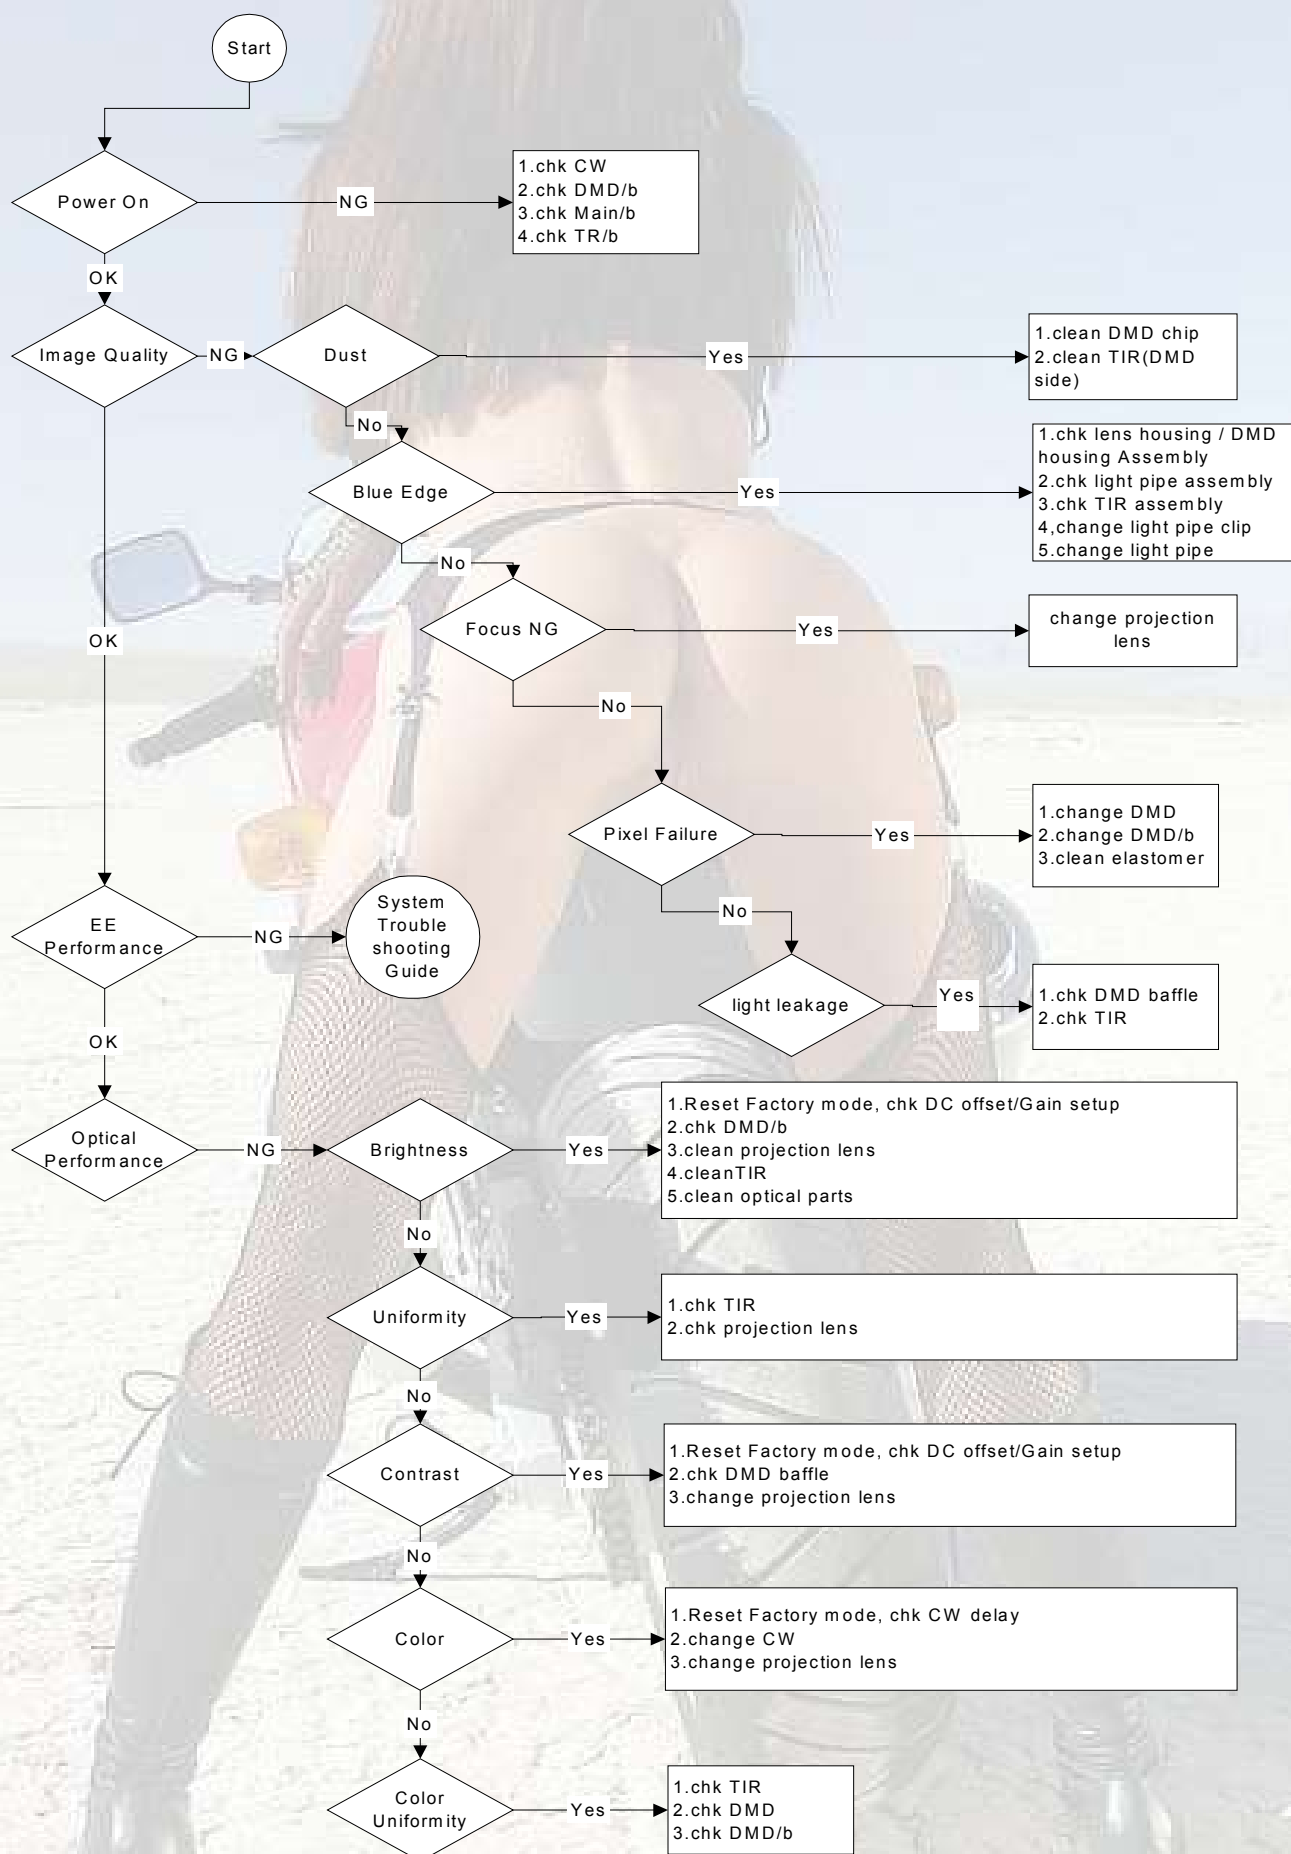 Start
Power On
NG
1.chk CW
2.chk DMD/b
3.chk Main/b
4.chk TR/b
OK
Image Quality
NG
Dust
Yes
1.clean DMD chip
2.clean TIR(DMD
side)
No
Blue Edge
Yes
1.chk lens housing / DMD
housing Assembly
2.chk light pipe assembly
3.chk TIR assembly
4,change light pipe clip
5.change light pipe
No
OK
Focus NG
Yes
change projection
lens
No
Pixel Failure
Yes
1.change DMD
2.change DMD/b
3.clean elastomer
No
EE
Performance
NG
System
Trouble
shooting
Guide
light leakage
Yes
1.chk DMD baffle
2.chk TIR
OK
Optical
Performance
NG
Brightness
Yes
1.Reset Factory mode, chk DC offset/Gain setup
2.chk DMD/b
3.clean projection lens
4.cleanTIR
5.clean optical parts
No
Uniformity
Yes
1.chk TIR
2.chk projection lens
No
Contrast
Yes
1.Reset Factory mode, chk DC offset/Gain setup
2.chk DMD baffle
3.change projection lens
No
Color
Yes
1.Reset Factory mode, chk CW delay
2.change CW
3.change projection lens
No
Color
Uniformity
Yes
1.chk TIR
2.chk DMD
3.chk DMD/b